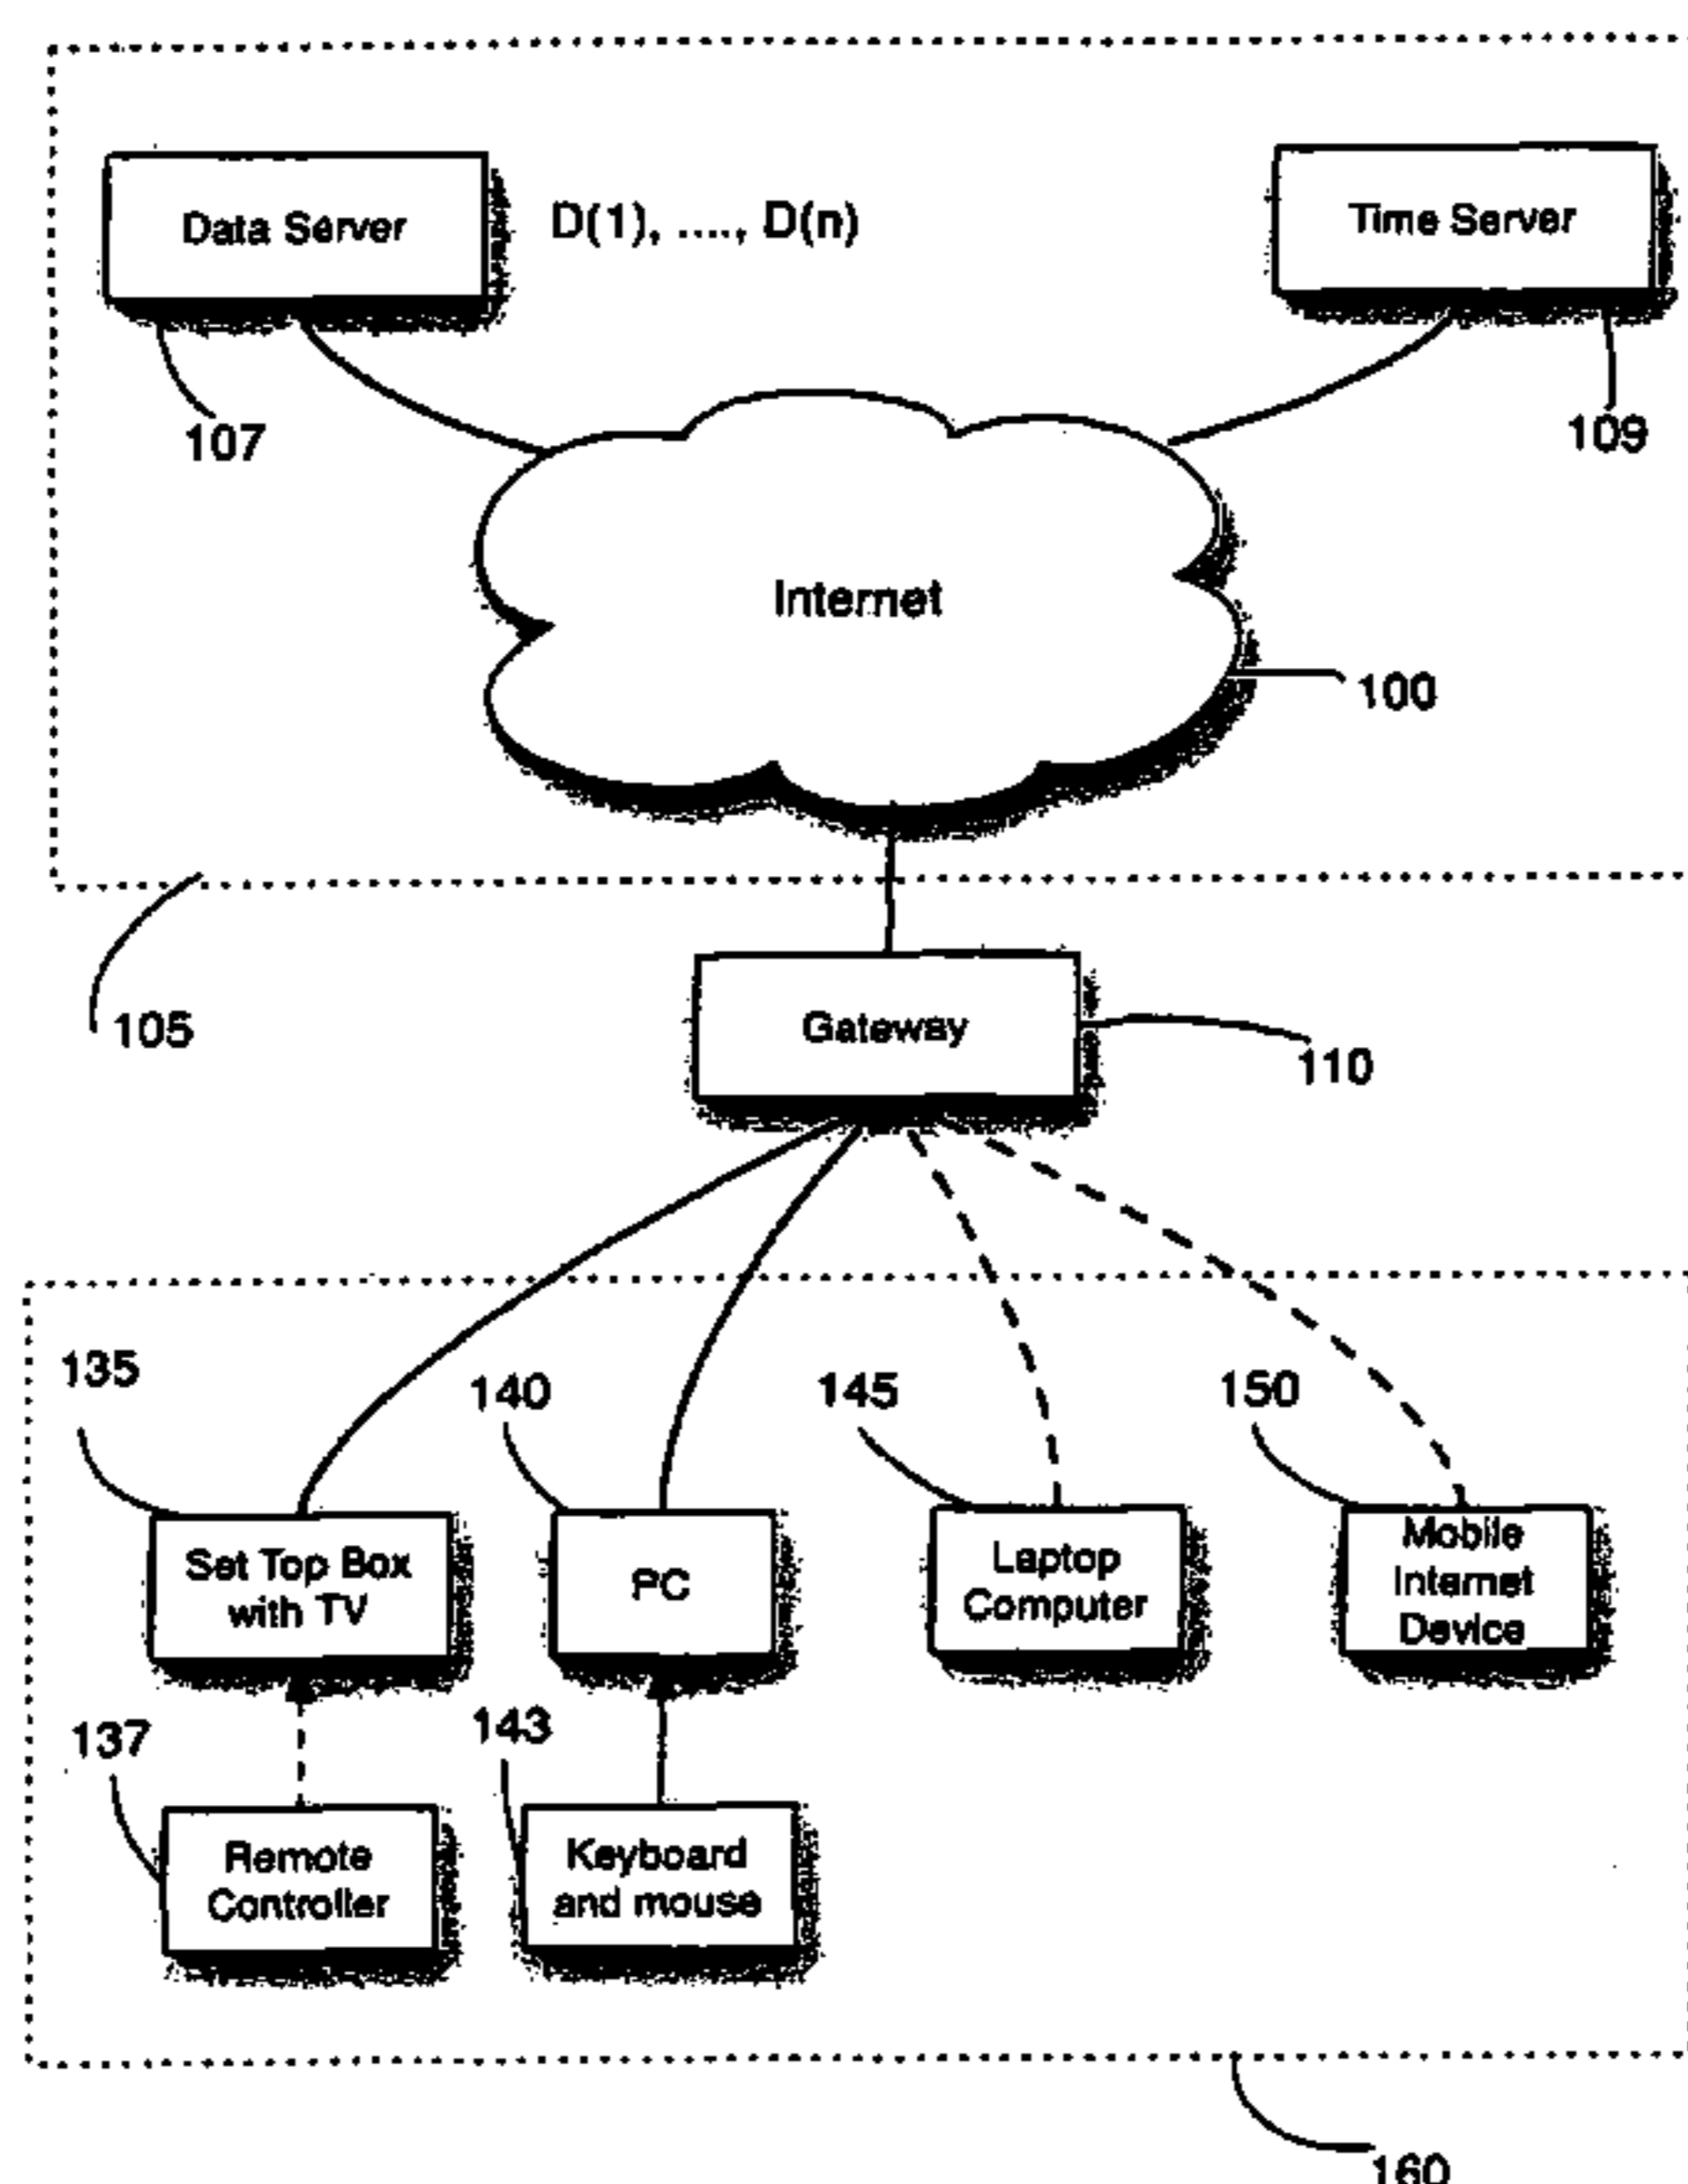 Data Server
D(1), ...., D(n)
Time Server
107
109
Internet
100
105
Gateway
110
135
140
145
150
Set Top Box
with TV
PC
Laptop
Computer
Mobile
Internet
Device
137
143
Remote
Controller
Keyboard
and mouse
160